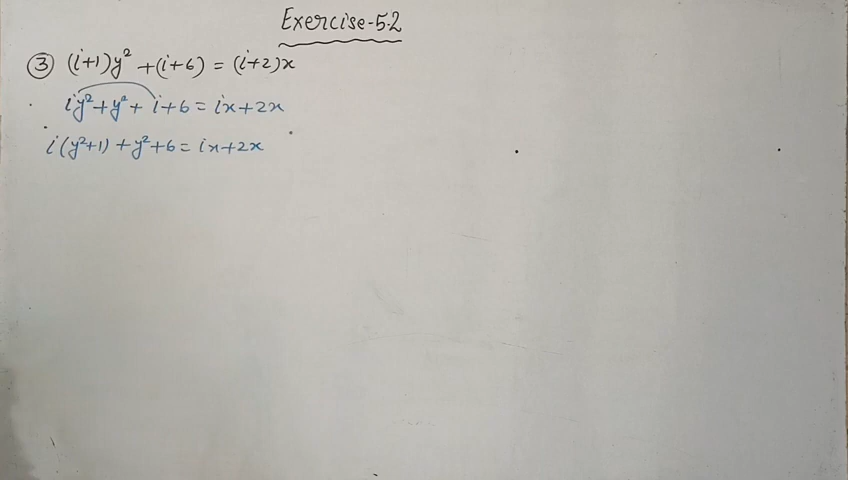 Exercise-5.2
③ (i+1)y² + (i+6) = (i+2)x
iy² + y² + i + 6 = ix + 2x
i(y²+1) + y² + 6 = ix + 2x